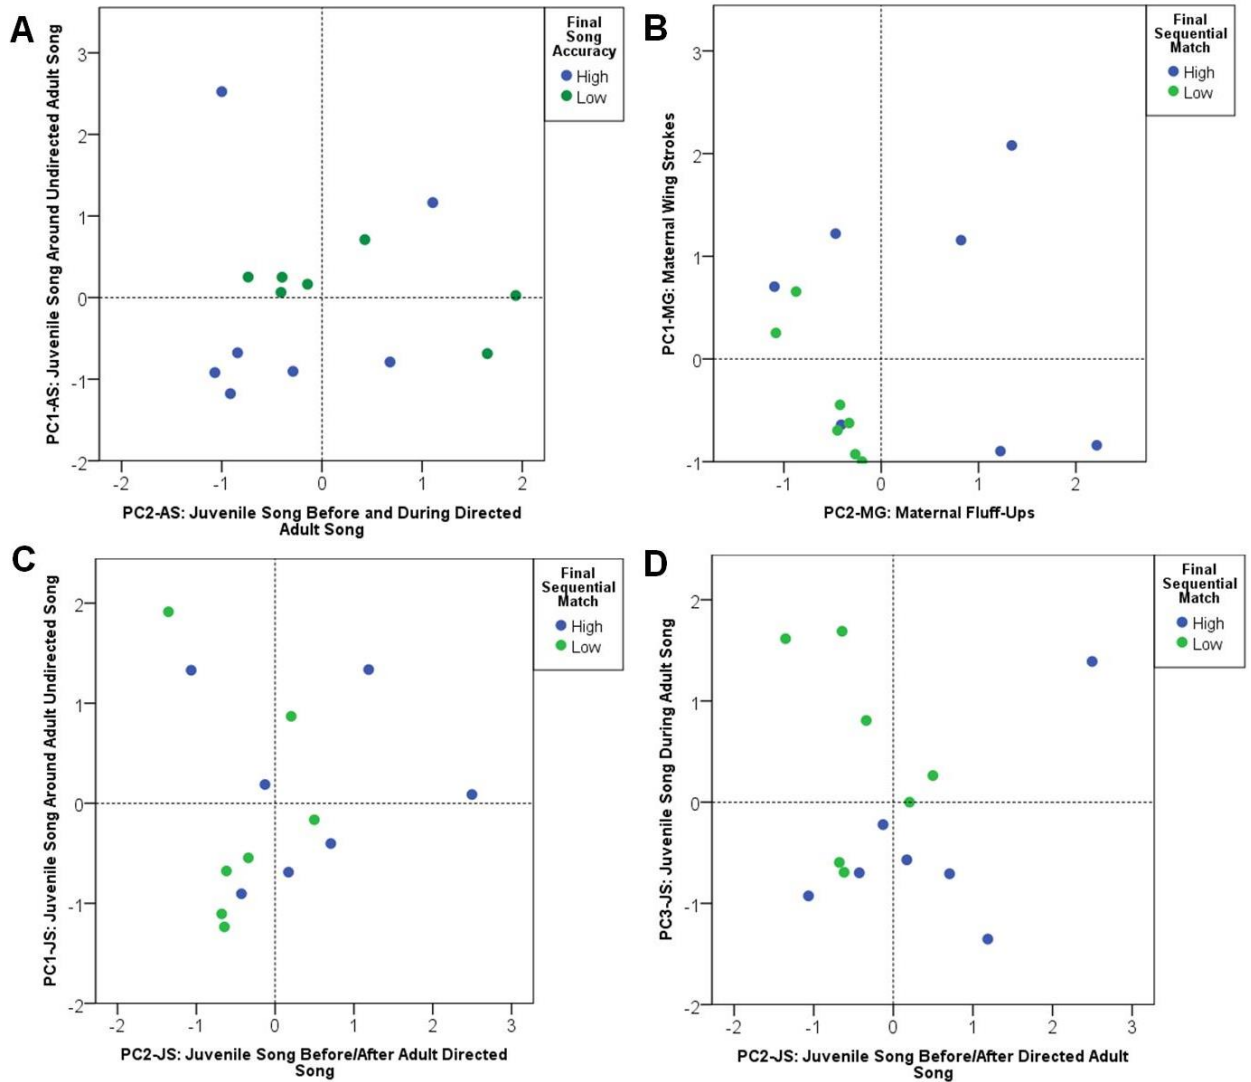 A
PC1-AS: Juvenile Song Around Undirected Adult Song
3
2
1
0
-1
-2
-2 -1 0 1 2
PC2-AS: Juvenile Song Before and During Directed
Adult Song
Final
Song
Accuracy
High
Low
B
PC1-MG: Maternal Wing Strokes
3
2
1
0
-1
-1 0 1 2
PC2-MG: Maternal Fluff-Ups
Final
Sequential
Match
High
Low
C
PC1-JS: Juvenile Song Around Adult Undirected Song
2
1
0
-1
-2
-2 -1 0 1 2 3
PC2-JS: Juvenile Song Before/After Adult Directed
Song
Final
Sequential
Match
High
Low
D
PC3-JS: Juvenile Song During Adult Song
2
1
0
-1
-2
-2 -1 0 1 2 3
PC2-JS: Juvenile Song Before/After Directed Adult
Song
Final
Sequential
Match
High
Low